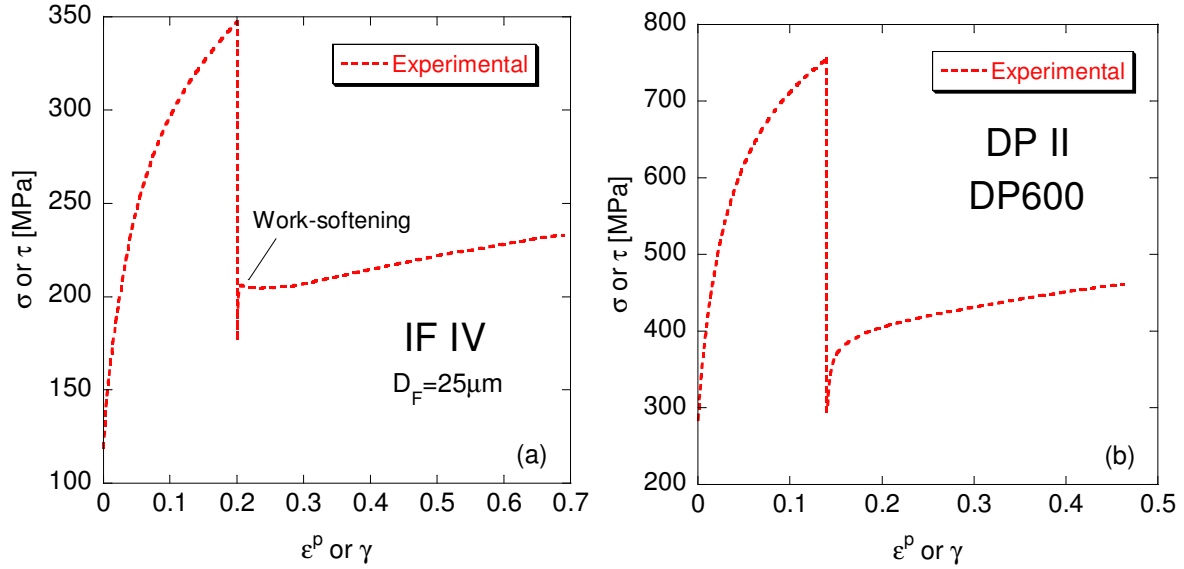 350
300
250
200
150
100
σ or τ [MPa]
Experimental
Work-softening
IF IV
D_F=25μm
(a)
0 0.1 0.2 0.3 0.4 0.5 0.6 0.7
ε^p or γ
800
700
600
500
400
300
200
σ or τ [MPa]
Experimental
DP II
DP600
(b)
0 0.1 0.2 0.3 0.4 0.5
ε^p or γ